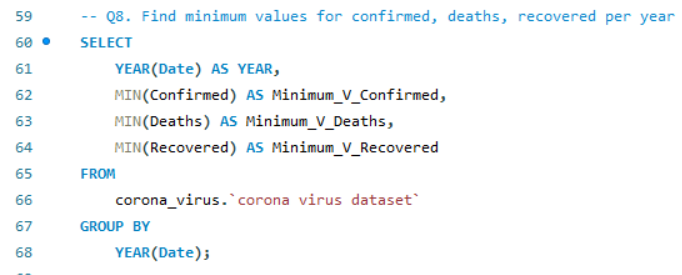 59 -- Q8. Find minimum values for confirmed, deaths, recovered per year
60 SELECT
61 YEAR(Date) AS YEAR,
62 MIN(Confirmed) AS Minimum_V_Confirmed,
63 MIN(Deaths) AS Minimum_V_Deaths,
64 MIN(Recovered) AS Minimum_V_Recovered
65 FROM
66 corona_virus.`corona virus dataset`
67 GROUP BY
68 YEAR(Date);